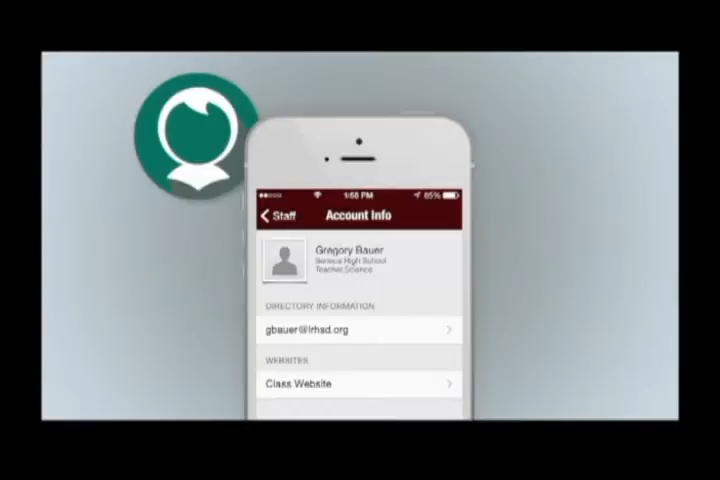 1:58 PM
85%
Staff
Account Info
Gregory Bauer
Seneca High School
Teacher,Science
DIRECTORY INFORMATION
gbauer@lrhsd.org
WEBSITES
Class Website